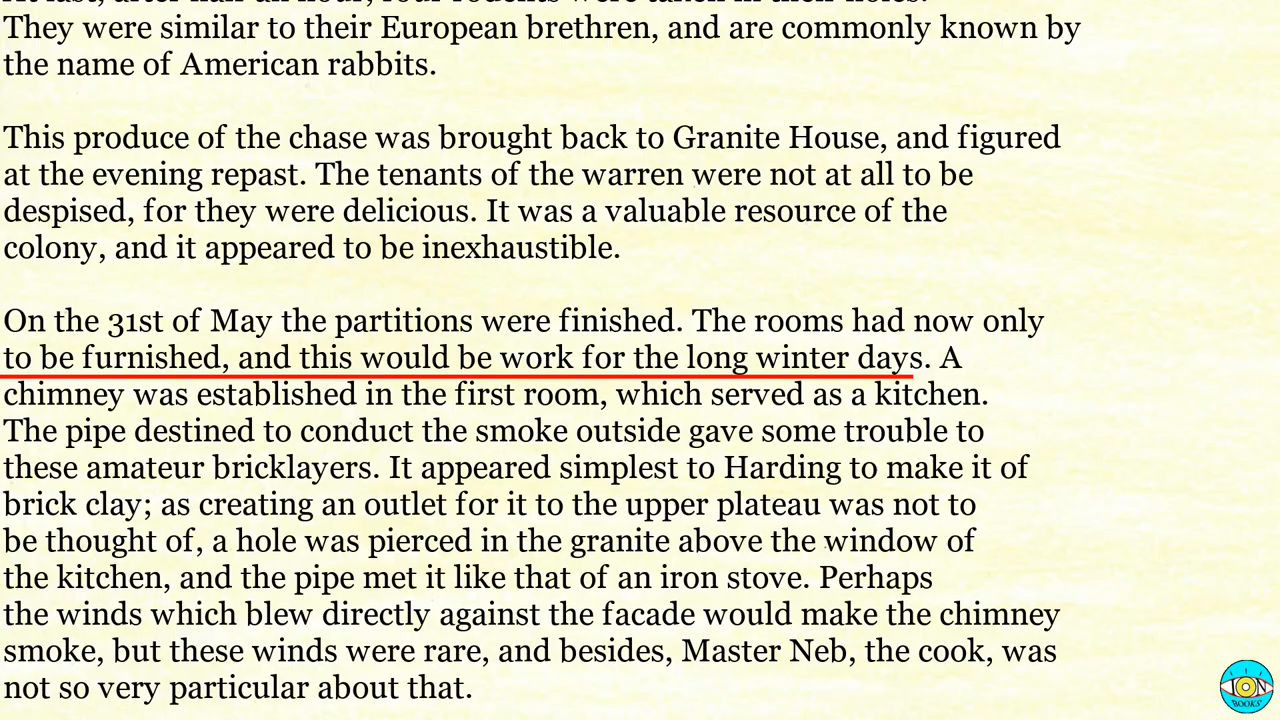 They were similar to their European brethren, and are commonly known by
the name of American rabbits.
This produce of the chase was brought back to Granite House, and figured
at the evening repast. The tenants of the warren were not at all to be
despised, for they were delicious. It was a valuable resource of the
colony, and it appeared to be inexhaustible.
On the 31st of May the partitions were finished. The rooms had now only
to be furnished, and this would be work for the long winter days. A
chimney was established in the first room, which served as a kitchen.
The pipe destined to conduct the smoke outside gave some trouble to
these amateur bricklayers. It appeared simplest to Harding to make it of
brick clay; as creating an outlet for it to the upper plateau was not to
be thought of, a hole was pierced in the granite above the window of
the kitchen, and the pipe met it like that of an iron stove. Perhaps
the winds which blew directly against the facade would make the chimney
smoke, but these winds were rare, and besides, Master Neb, the cook, was
not so very particular about that.
ION
BOOKS